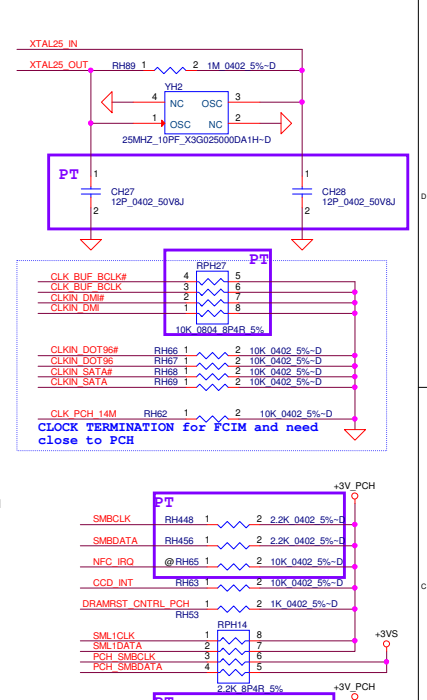 XTAL25_IN
XTAL25_OUT RH89 1 2 1M_0402_5%~D
YH2
4 NC OSC 3
1 OSC NC 2
25MHZ_10PF_X3G025000DA1H~D
PT
1 1
CH27 CH28
12P_0402_50V8J 12P_0402_50V8J
2 2
D
PT
RPH27
CLK_BUF_BCLK# 4 5
CLK_BUF_BCLK 3 6
CLKIN_DMI# 2 7
CLKIN_DMI 1 8
10K_0804_8P4R_5%
CLKIN_DOT96# RH66 1 2 10K_0402_5%~D
CLKIN_DOT96 RH67 1 2 10K_0402_5%~D
CLKIN_SATA# RH68 1 2 10K_0402_5%~D
CLKIN_SATA RH69 1 2 10K_0402_5%~D
CLK_PCH_14M RH62 1 2 10K_0402_5%~D
CLOCK TERMINATION for FCIM and need
close to PCH
+3V_PCH
PT
SMBCLK RH448 1 2 2.2K_0402_5%~D
SMBDATA RH456 1 2 2.2K_0402_5%~D
NFC_IRQ @ RH65 1 2 10K_0402_5%~D
CCD_INT RH63 1 2 10K_0402_5%~D
C
DRAMRST_CNTRL_PCH 1 2 1K_0402_5%~D
RH53
RPH14
+3VS
SML1CLK 1 8
SML1DATA 2 7
PCH_SMBCLK 3 6
PCH_SMBDATA 4 5
2.2K_8P4R_5%
+3V_PCH
PT